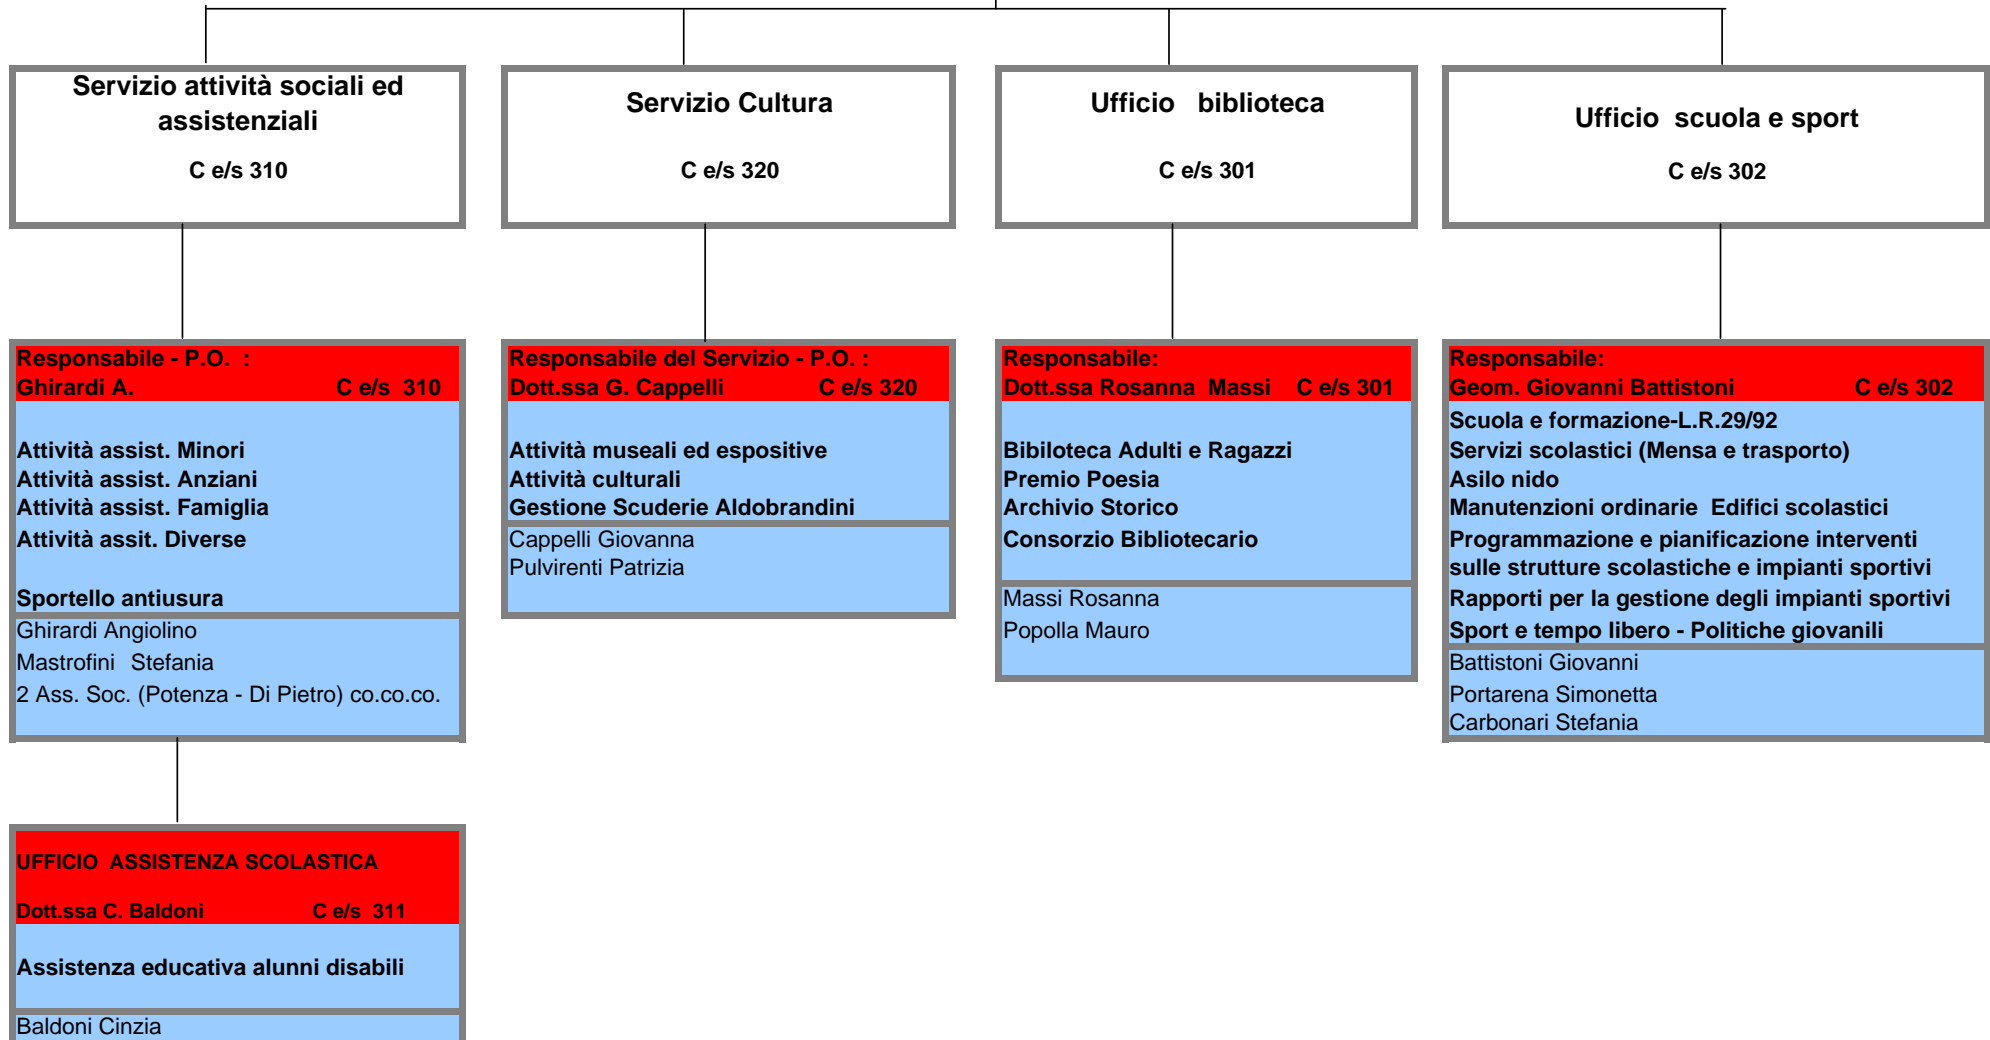 Servizio attività sociali ed
assistenziali
C e/s 310
Servizio Cultura
C e/s 320
Ufficio biblioteca
C e/s 301
Ufficio scuola e sport
C e/s 302
Responsabile - P.O. :
Ghirardi A. C e/s 310
Attività assist. Minori
Attività assist. Anziani
Attività assist. Famiglia
Attività assit. Diverse
Sportello antiusura
Ghirardi Angiolino
Mastrofini Stefania
2 Ass. Soc. (Potenza - Di Pietro) co.co.co.
Responsabile del Servizio - P.O. :
Dott.ssa G. Cappelli C e/s 320
Attività museali ed espositive
Attività culturali
Gestione Scuderie Aldobrandini
Cappelli Giovanna
Pulvirenti Patrizia
Responsabile:
Dott.ssa Rosanna Massi C e/s 301
Bibiloteca Adulti e Ragazzi
Premio Poesia
Archivio Storico
Consorzio Bibliotecario
Massi Rosanna
Popolla Mauro
Responsabile:
Geom. Giovanni Battistoni C e/s 302
Scuola e formazione-L.R.29/92
Servizi scolastici (Mensa e trasporto)
Asilo nido
Manutenzioni ordinarie Edifici scolastici
Programmazione e pianificazione interventi
sulle strutture scolastiche e impianti sportivi
Rapporti per la gestione degli impianti sportivi
Sport e tempo libero - Politiche giovanili
Battistoni Giovanni
Portarena Simonetta
Carbonari Stefania
UFFICIO ASSISTENZA SCOLASTICA
Dott.ssa C. Baldoni C e/s 311
Assistenza educativa alunni disabili
Baldoni Cinzia